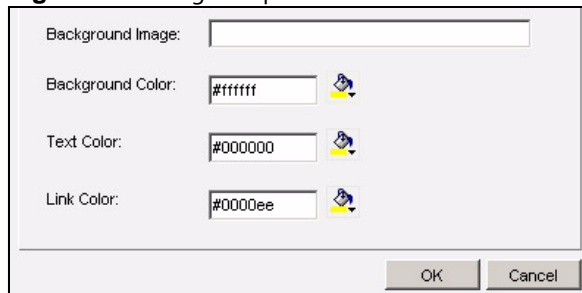 Background Image:
Background Color: #ffffff
Text Color: #000000
Link Color: #0000ee
OK Cancel